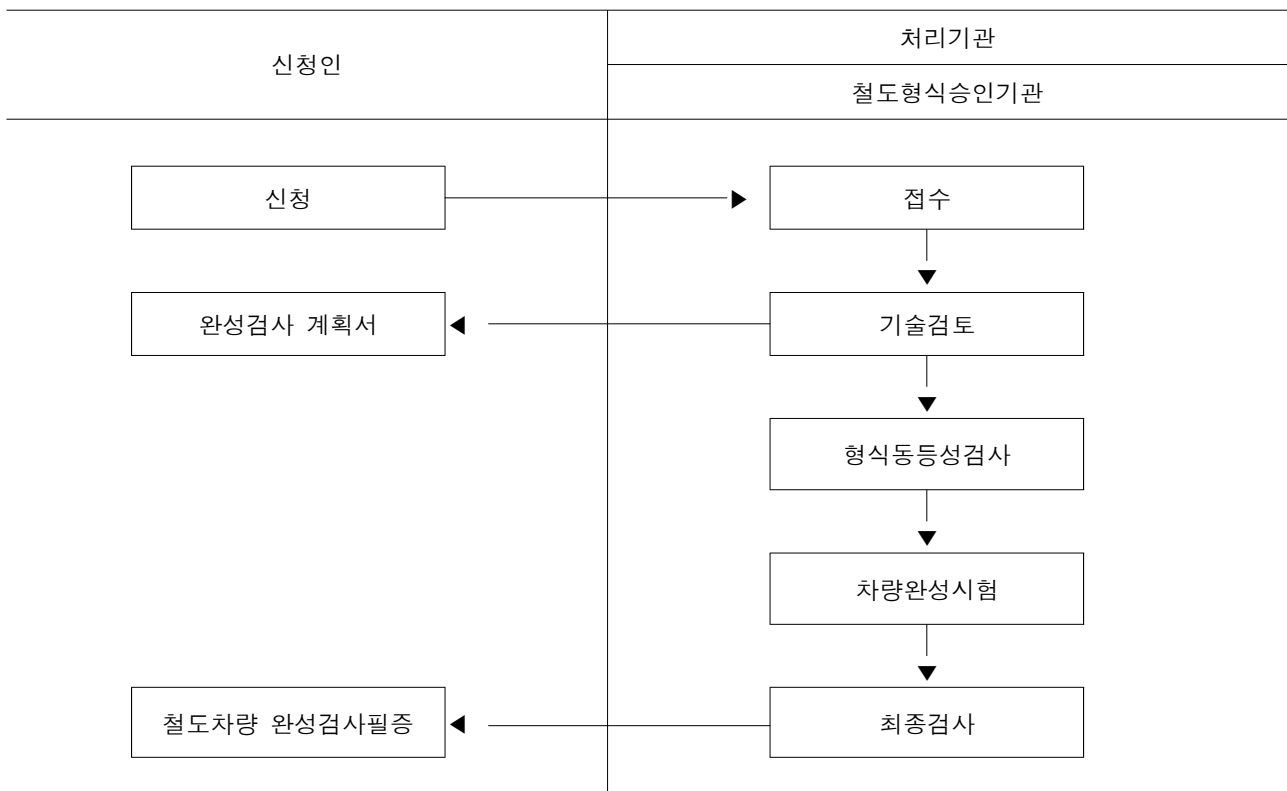 신청인
처리기관
철도형식승인기관
신청
접수
완성검사 계획서
기술검토
형식동등성검사
차량완성시험
철도차량 완성검사필증
최종검사